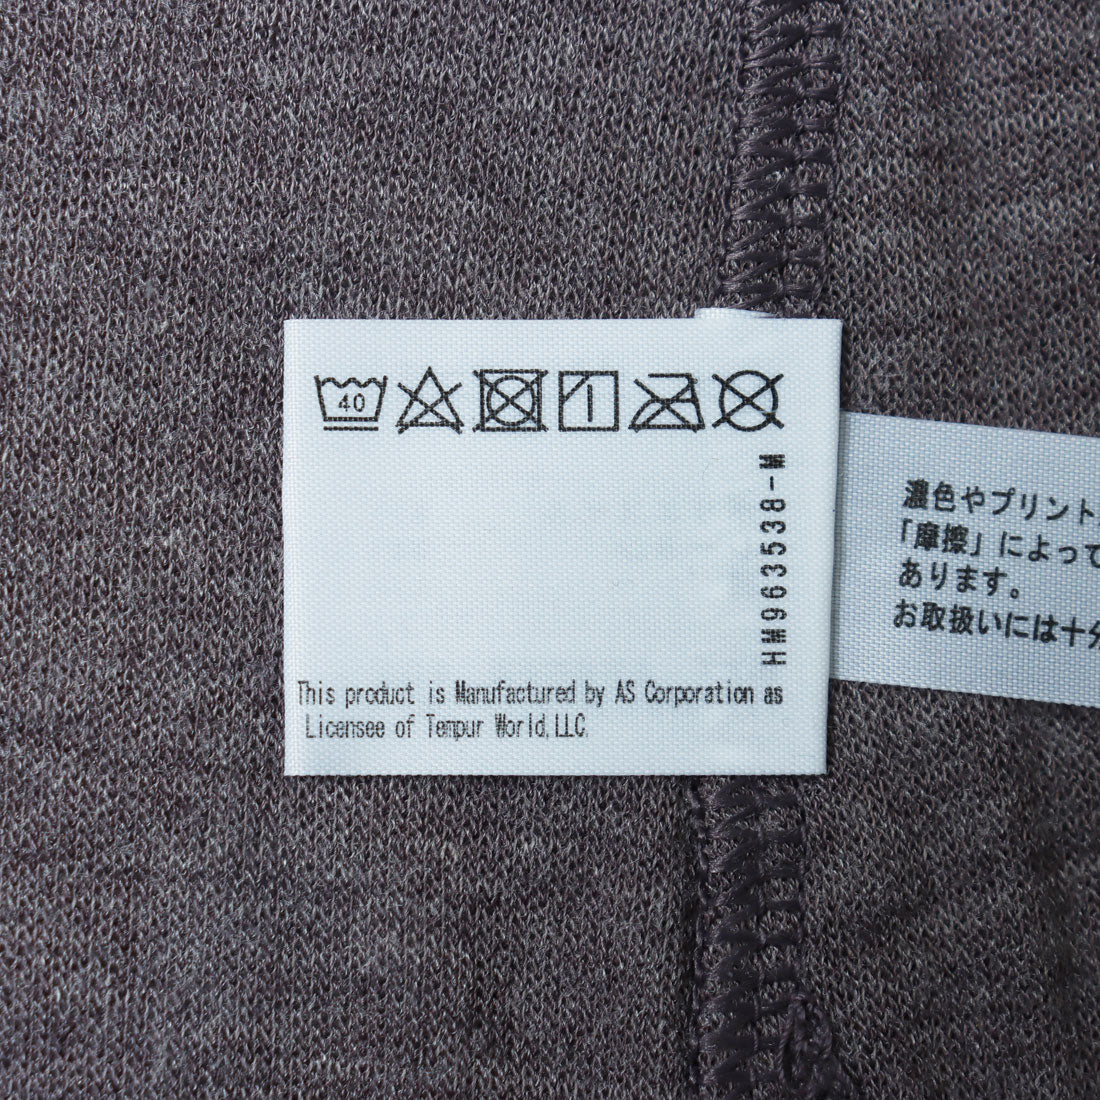 40
HM963538-M
This product is Manufactured by AS Corporation as
Licensee of Tempur World, LLC.
濃色やプリント
「摩擦」によって
あります。
お取扱いには十分